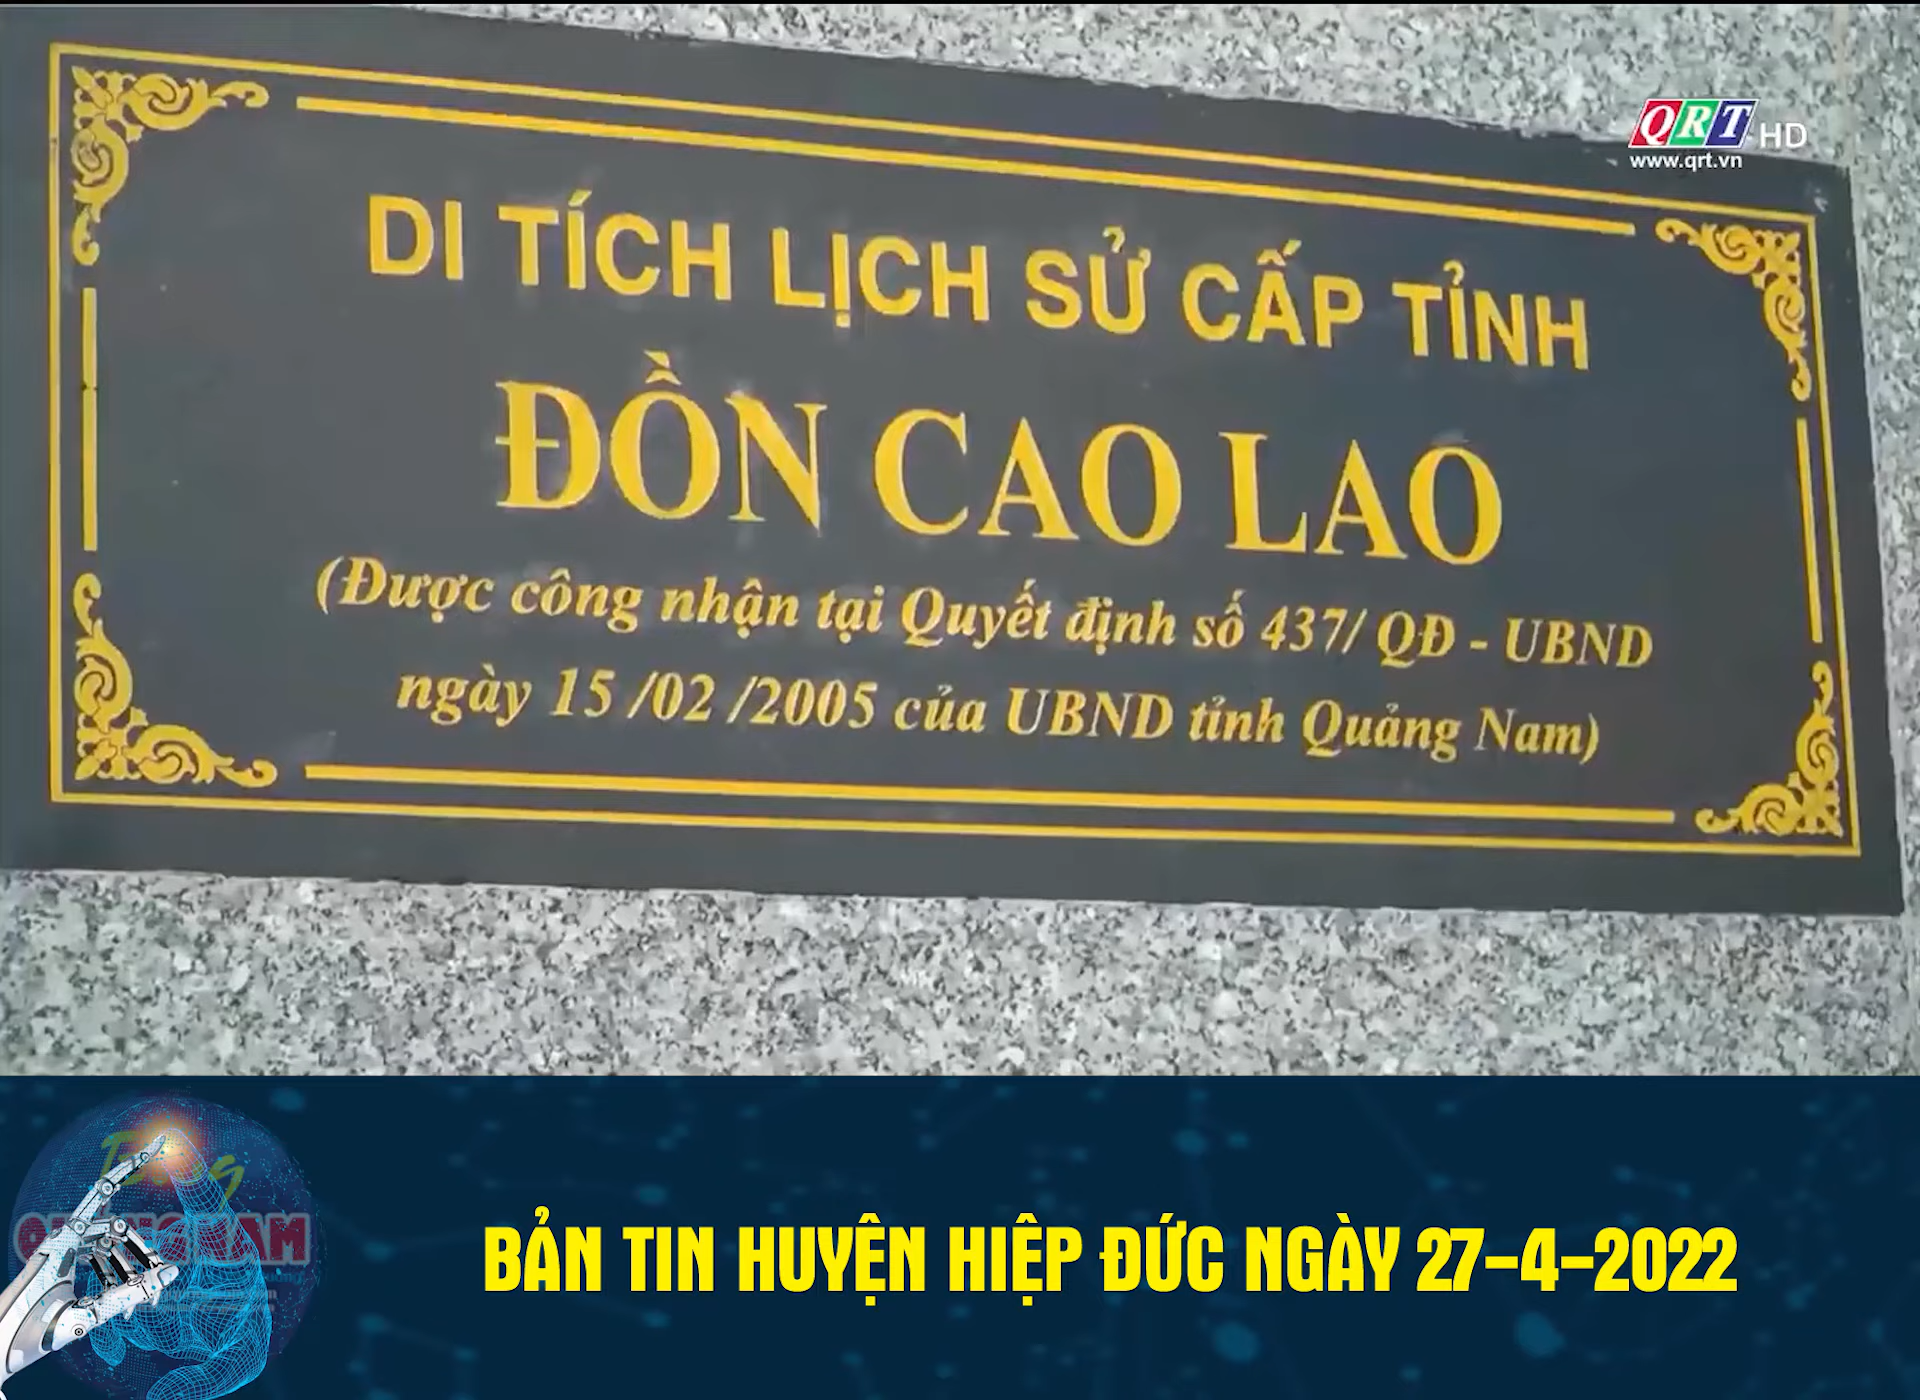 QRT HD
www.qrt.vn
DI TÍCH LỊCH SỬ CẤP TỈNH
ĐỒN CAO LAO
(Được công nhận tại Quyết định số 437/ QĐ - UBND
ngày 15 /02 /2005 của UBND tỉnh Quảng Nam)
BẢN TIN HUYỆN HIỆP ĐỨC NGÀY 27-4-2022